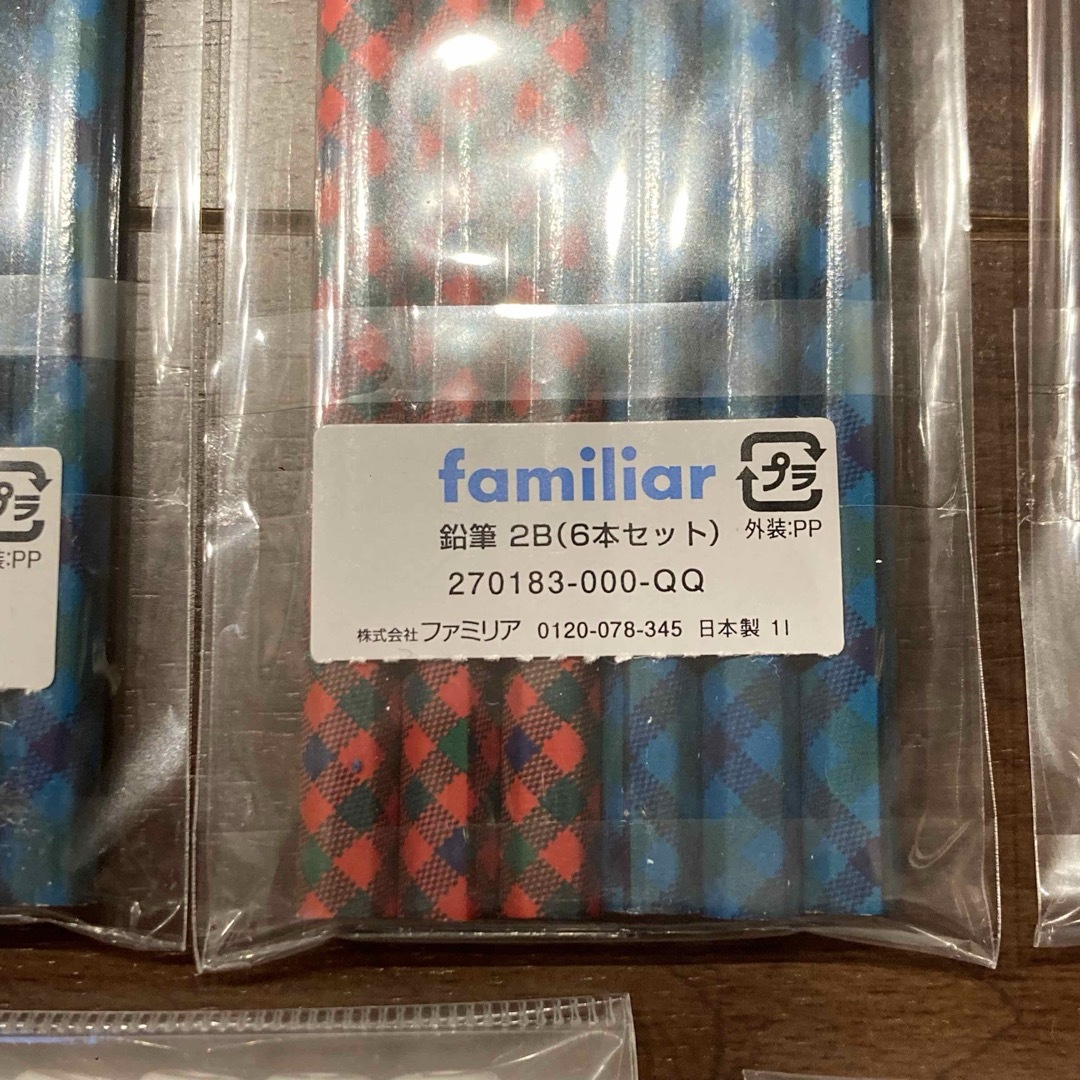 familiar
プラ
鉛筆 2B(6本セット)
外装:PP
270183-000-QQ
株式会社ファミリア 0120-078-345 日本製 1I
プラ
:PP